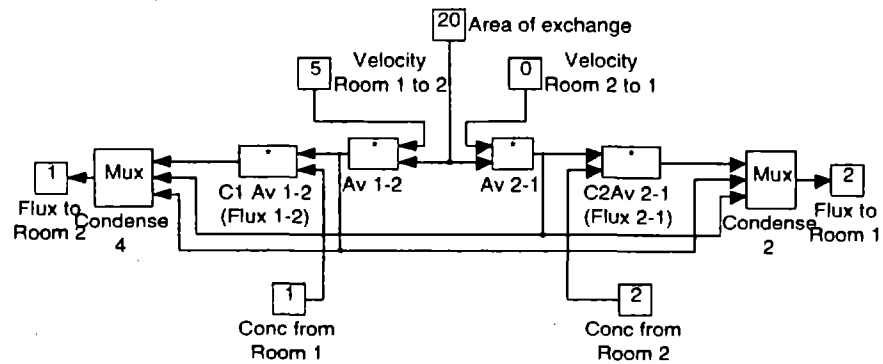 20 Area of exchange
5
Velocity
Room 1 to 2
0
Velocity
Room 2 to 1
1
Flux to
Room 2
Mux
Condense
4
*
C1 Av 1-2
(Flux 1-2)
*
Av 1-2
*
Av 2-1
*
C2Av 2-1
(Flux 2-1)
Mux
Condense
2
2
Flux to
Room 1
1
Conc from
Room 1
2
Conc from
Room 2